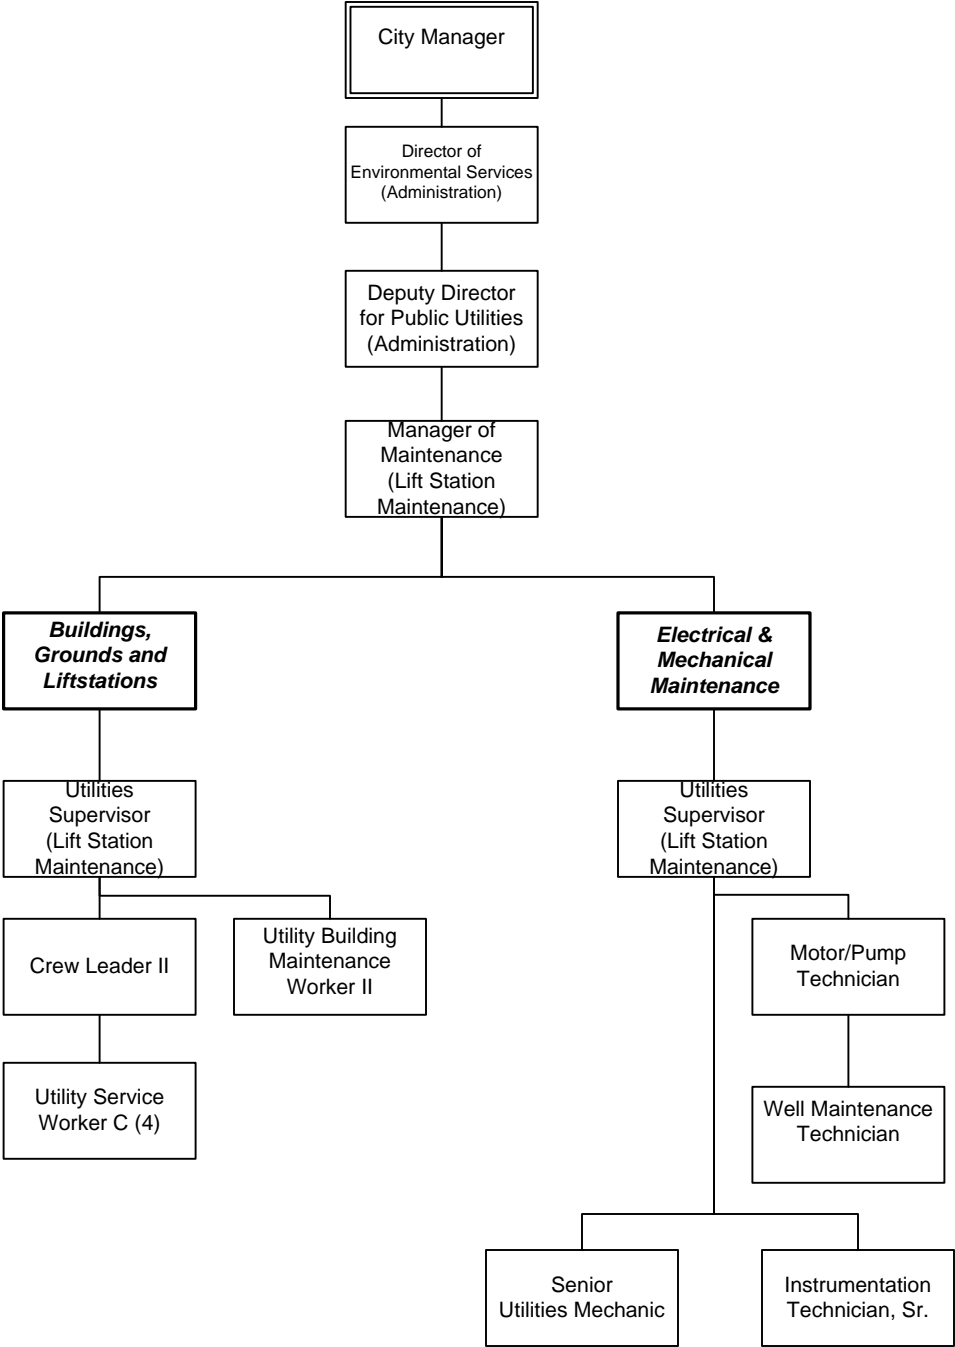 City Manager
Director of
Environmental Services
(Administration)
Deputy Director
for Public Utilities
(Administration)
Manager of
Maintenance
(Lift Station
Maintenance)
Buildings,
Grounds and
Liftstations
Electrical &
Mechanical
Maintenance
Utilities
Supervisor
(Lift Station
Maintenance)
Utilities
Supervisor
(Lift Station
Maintenance)
Crew Leader II
Utility Building
Maintenance
Worker II
Motor/Pump
Technician
Utility Service
Worker C (4)
Well Maintenance
Technician
Senior
Utilities Mechanic
Instrumentation
Technician, Sr.